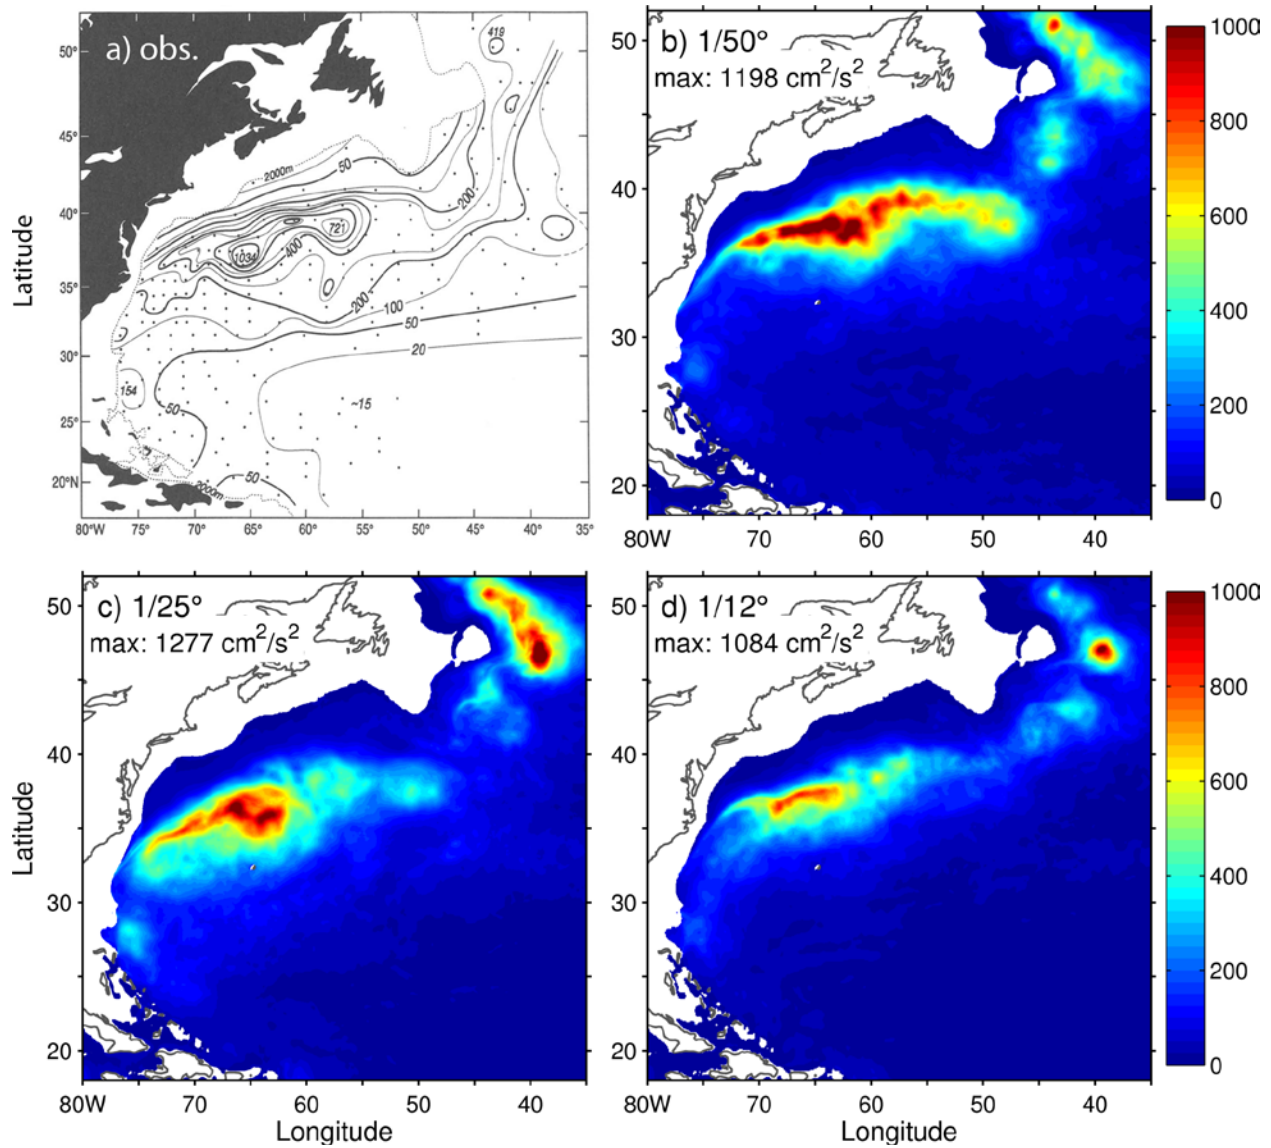 a) obs.
419
50°
45°
40°
35°
30°
25°
20°N
2000m
50
200
721
1034
400
200
100
50
20
154
50
~15
50
2000m
80°W 75° 70° 65° 60° 55° 50° 45° 40° 35°
Latitude
b) 1/50°
max: 1198 cm²/s²
50
40
30
20
80W 70 60 50 40
1000
800
600
400
200
0
c) 1/25°
max: 1277 cm²/s²
50
40
30
20
80W 70 60 50 40
Latitude
Longitude
d) 1/12°
max: 1084 cm²/s²
50
40
30
20
80W 70 60 50 40
Longitude
1000
800
600
400
200
0